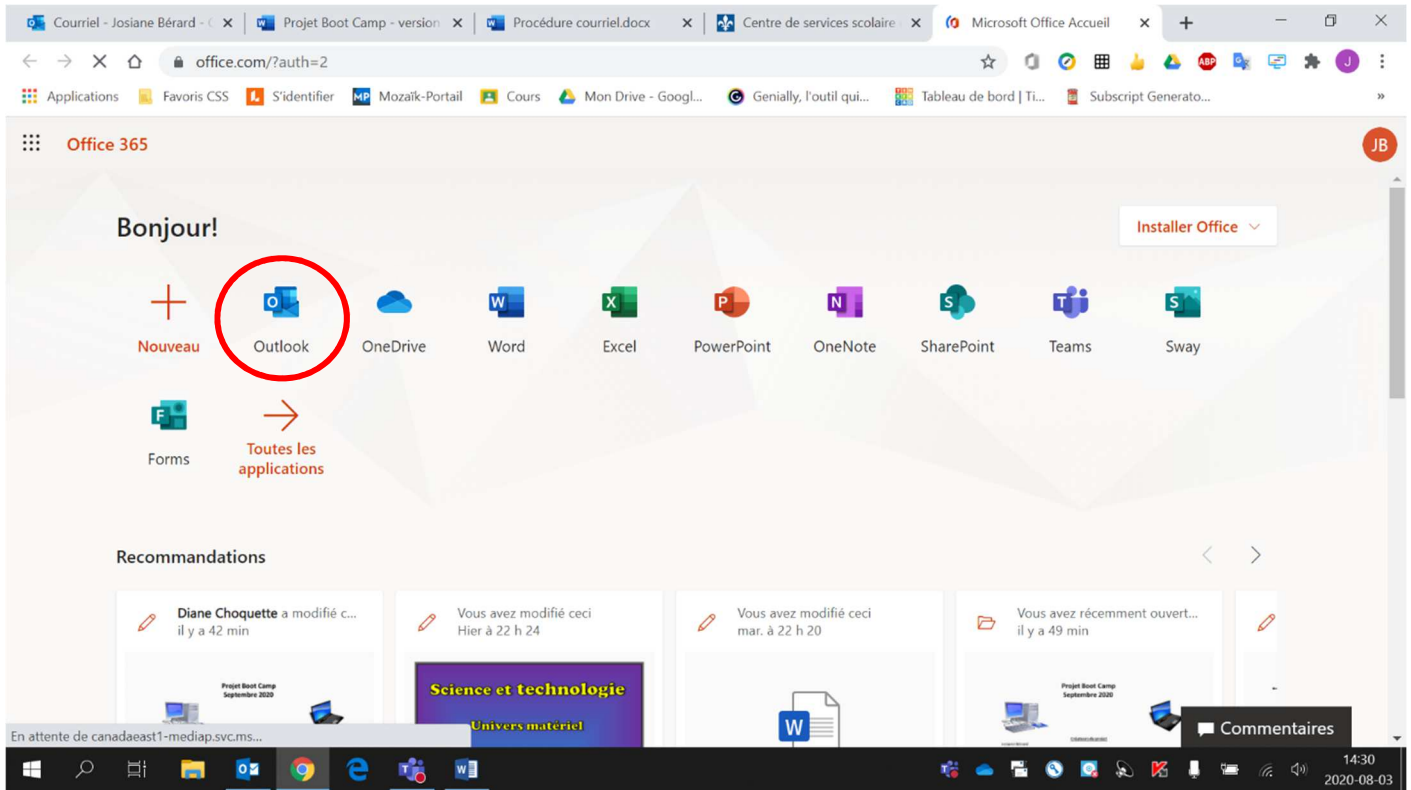 Courriel - Josiane Bérard - (
Projet Boot Camp - version
Procédure courriel.docx
Centre de services scolaire
Microsoft Office Accueil
office.com/?auth=2
ABP
J
Applications
Favoris CSS
S'identifier
MP Mozaïk-Portail
Cours
Mon Drive - Googl...
Genially, l'outil qui...
Tableau de bord | Ti...
Subscript Generato...
Office 365
JB
Bonjour!
Installer Office
Nouveau
Outlook
OneDrive
Word
Excel
PowerPoint
OneNote
SharePoint
Teams
Sway
Forms
Toutes les
applications
Recommandations
Diane Choquette a modifié c...
il y a 42 min
Vous avez modifié ceci
Hier à 22 h 24
Vous avez modifié ceci
mar. à 22 h 20
Vous avez récemment ouvert...
il y a 49 min
Projet Boot Camp
Septembre 2020
Science et technologie
Univers matériel
W
Projet Boot Camp
Septembre 2020
Commentaires
En attente de canadaeast1-mediap.svc.ms...
14:30
2020-08-03